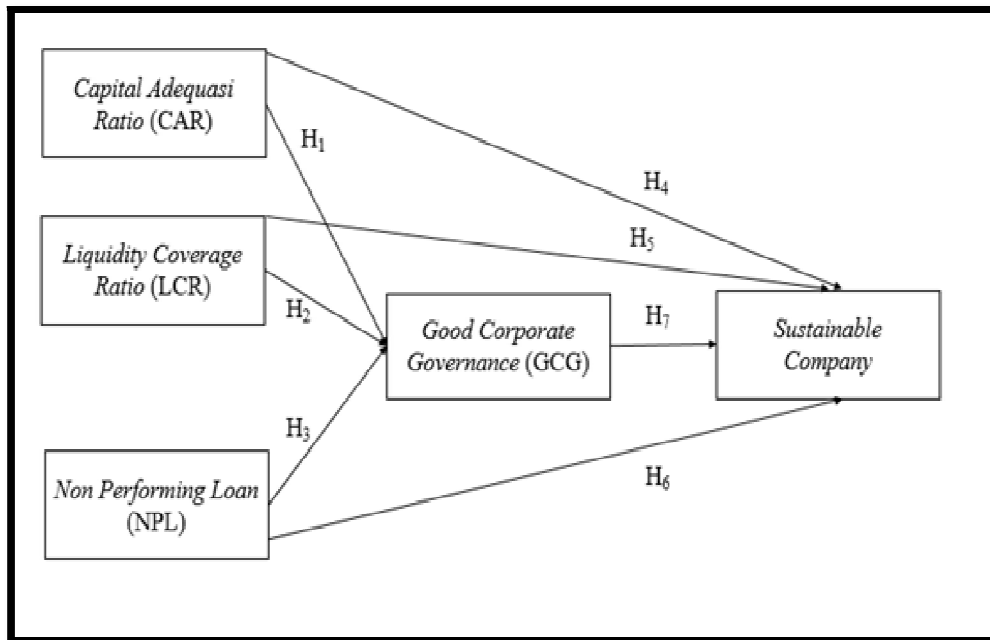 Capital Adequasi
Ratio (CAR)
H₁
H₄
Liquidity Coverage
Ratio (LCR)
H₅
H₂
Good Corporate
Governance (GCG)
H₇
Sustainable
Company
H₃
Non Performing Loan
(NPL)
H₆